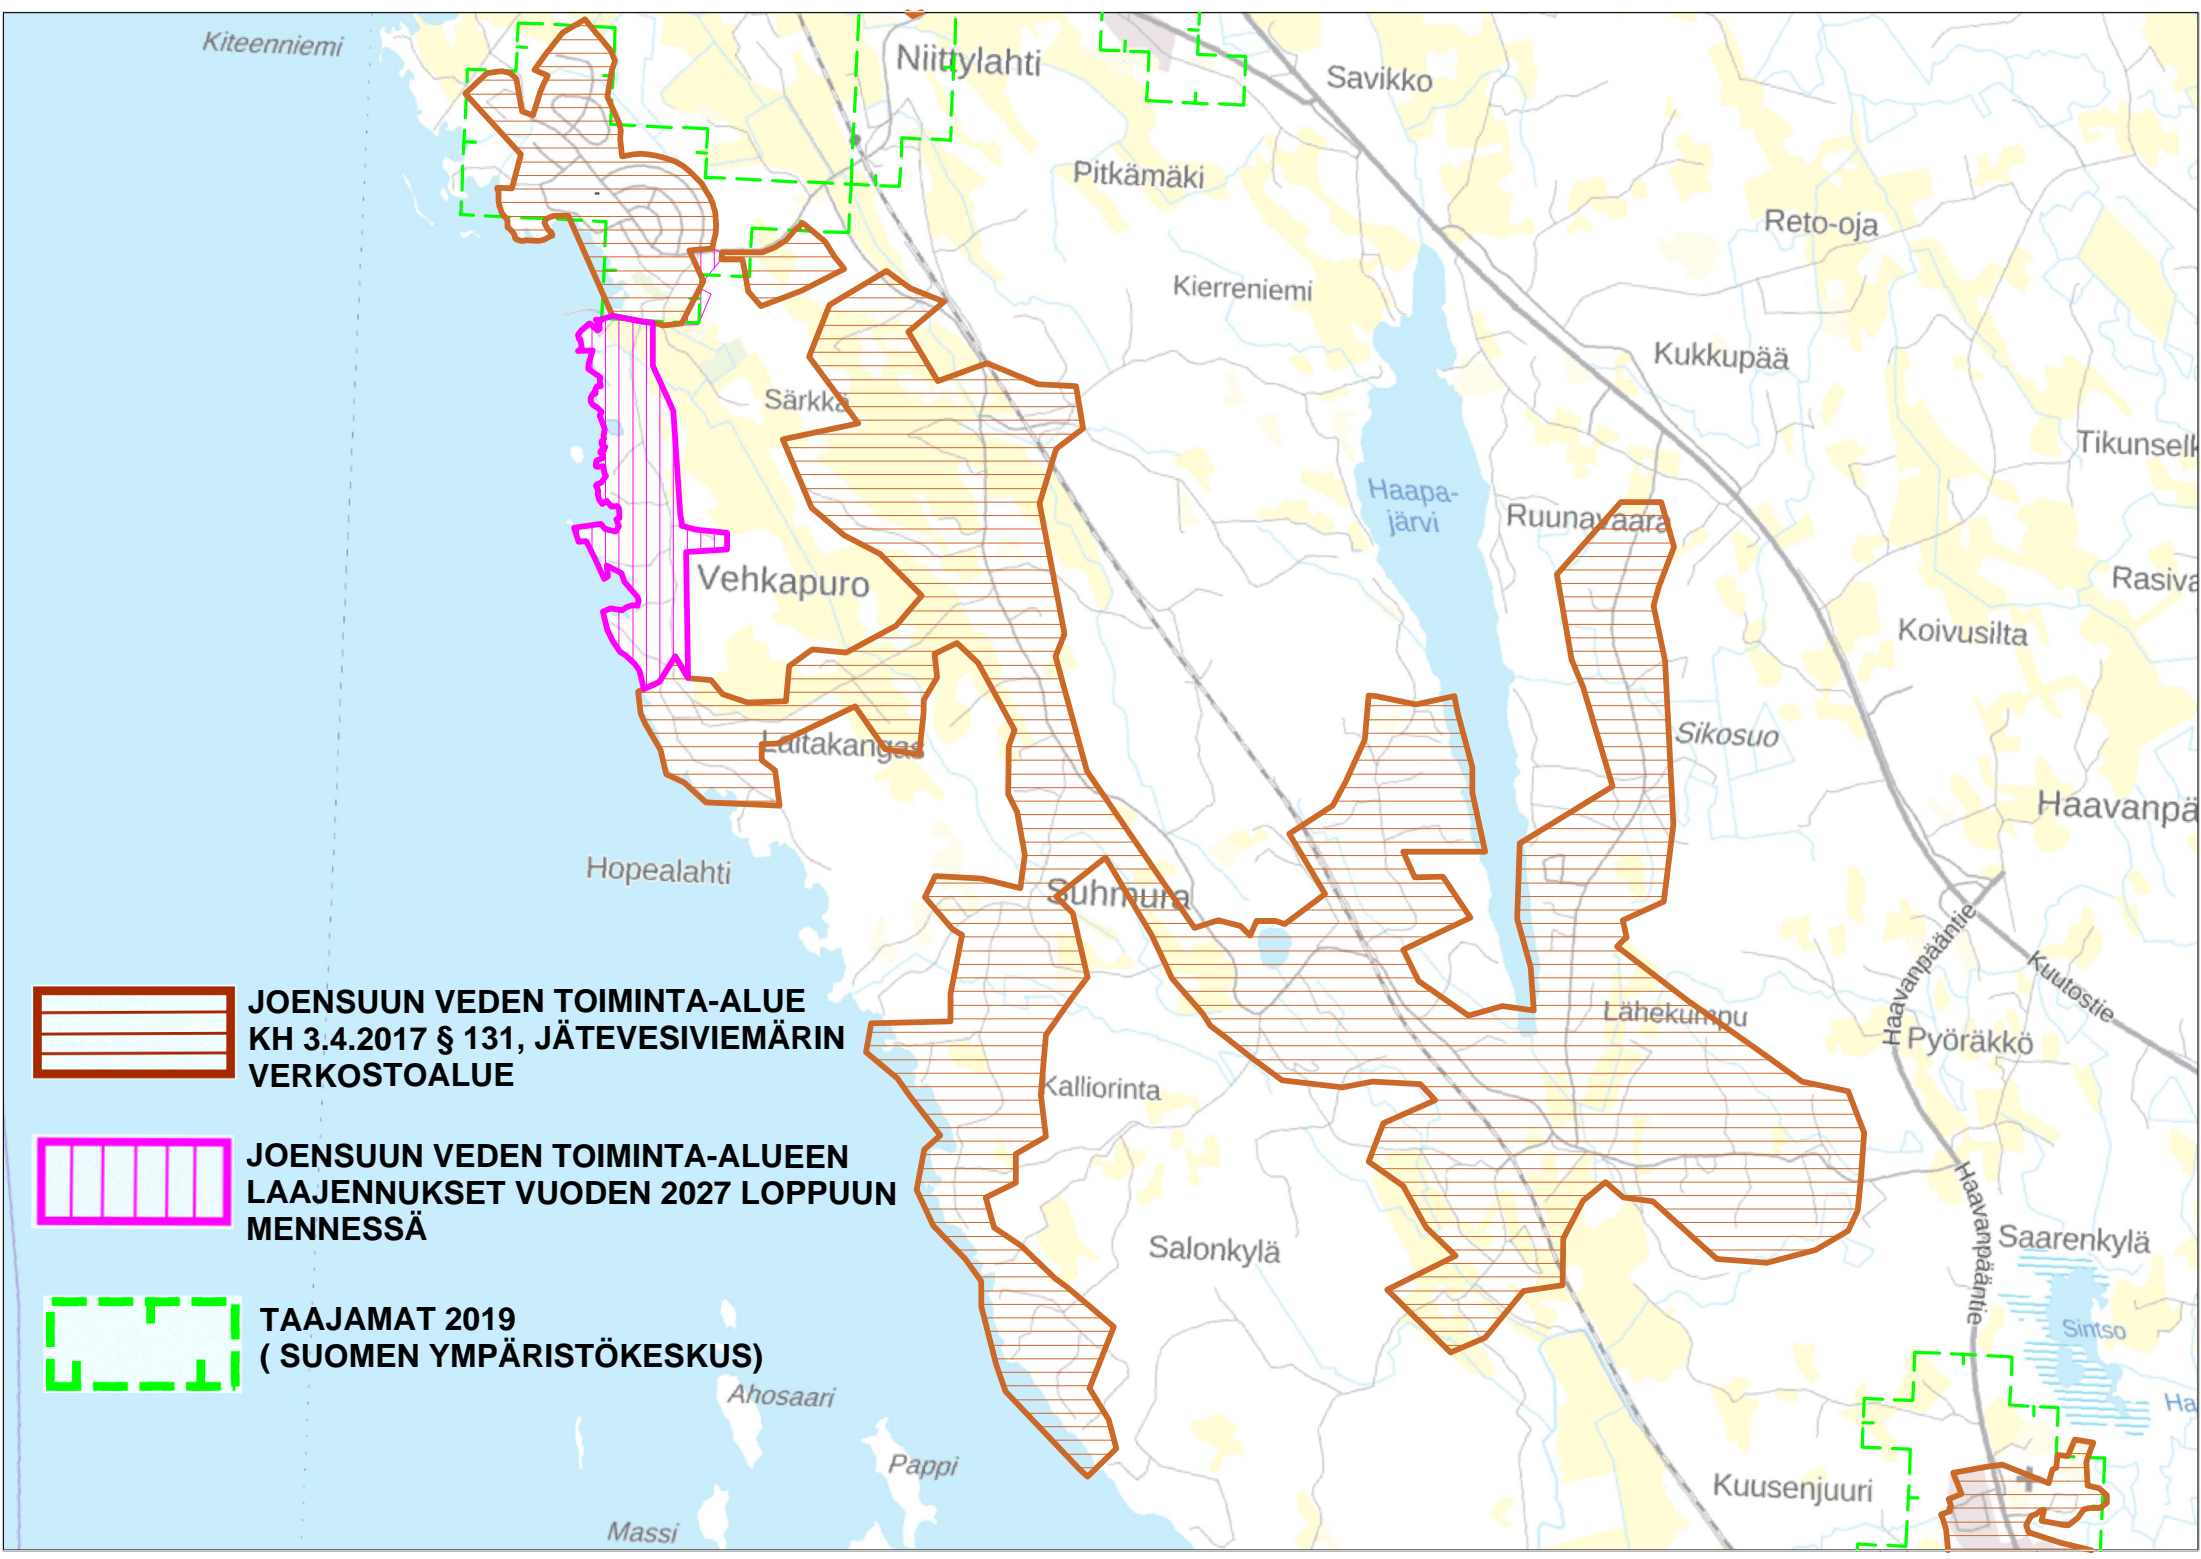 Kiteenniemi
Niittylahti
Savikko
Pitkämäki
Reto-oja
Kierreniemi
Kukkupää
Särkkä
Tikunselk
Haapa-
järvi
Ruunavaara
Vehkapuro
Rasiva
Koivusilta
Sikosuo
Laitakangas
Haavanpä
Hopealahti
Suhmura
Haavanpääntie
Kuutostie
JOENSUUN VEDEN TOIMINTA-ALUE
KH 3.4.2017 § 131, JÄTEVESIVIEMÄRIN
VERKOSTOALUE
Lähekumpu
Pyöräkkö
Kalliorinta
JOENSUUN VEDEN TOIMINTA-ALUEEN
LAAJENNUKSET VUODEN 2027 LOPPUUN
MENNESSÄ
Haavanpääntie
Salonkylä
Saarenkylä
TAAJAMAT 2019
( SUOMEN YMPÄRISTÖKESKUS)
Sintso
Ahosaari
Ha
Pappi
Kuusenjuuri
Massi